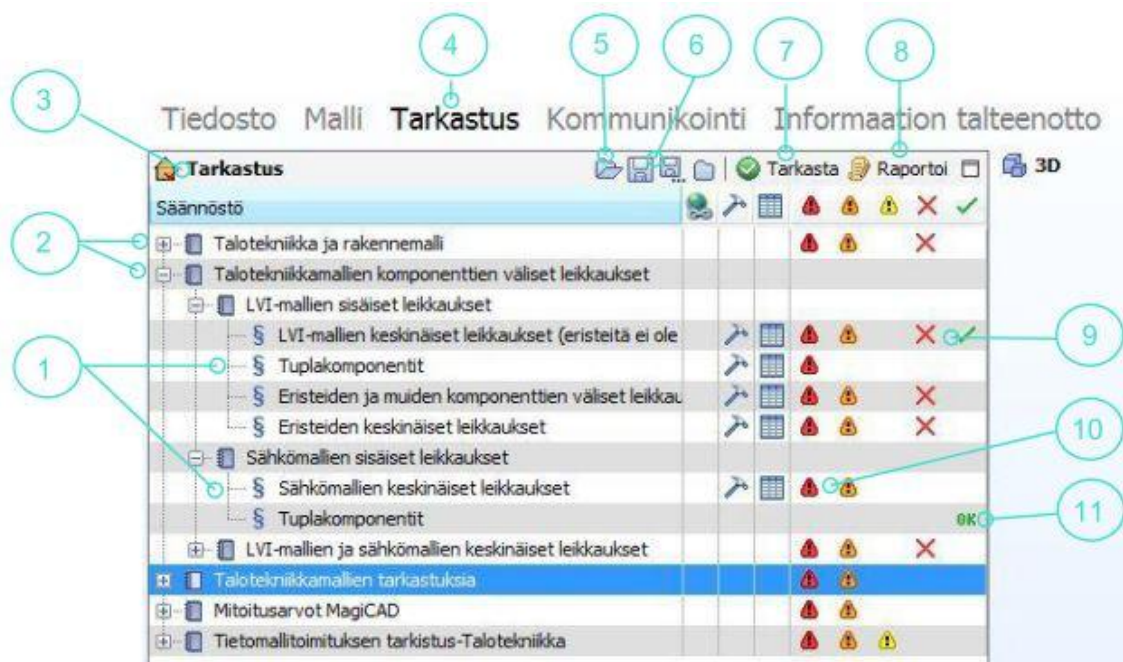 4 5 6 7 8
3
Tiedosto Malli Tarkastus Kommunikointi Informaation talteenotto
Tarkastus Tarkasta Raportoi 3D
Säännöstö
2
Talotekniikka ja rakennemalli
Talotekniikkamallien komponenttien väliset leikkaukset
LVI-mallien sisäiset leikkaukset
§ LVI-mallien keskinäiset leikkaukset (eristeitä ei ole
9
1
§ Tuplakomponentit
§ Eristeiden ja muiden komponenttien väliset leikkau
§ Eristeiden keskinäiset leikkaukset
10
Sähkömallien sisäiset leikkaukset
§ Sähkömallien keskinäiset leikkaukset
§ Tuplakomponentit OK
11
LVI-mallien ja sähkömallien keskinäiset leikkaukset
Talotekniikkamallien tarkastuksia
Mitoitusarvot MagiCAD
Tietomallitoimituksen tarkistus-Talotekniikka